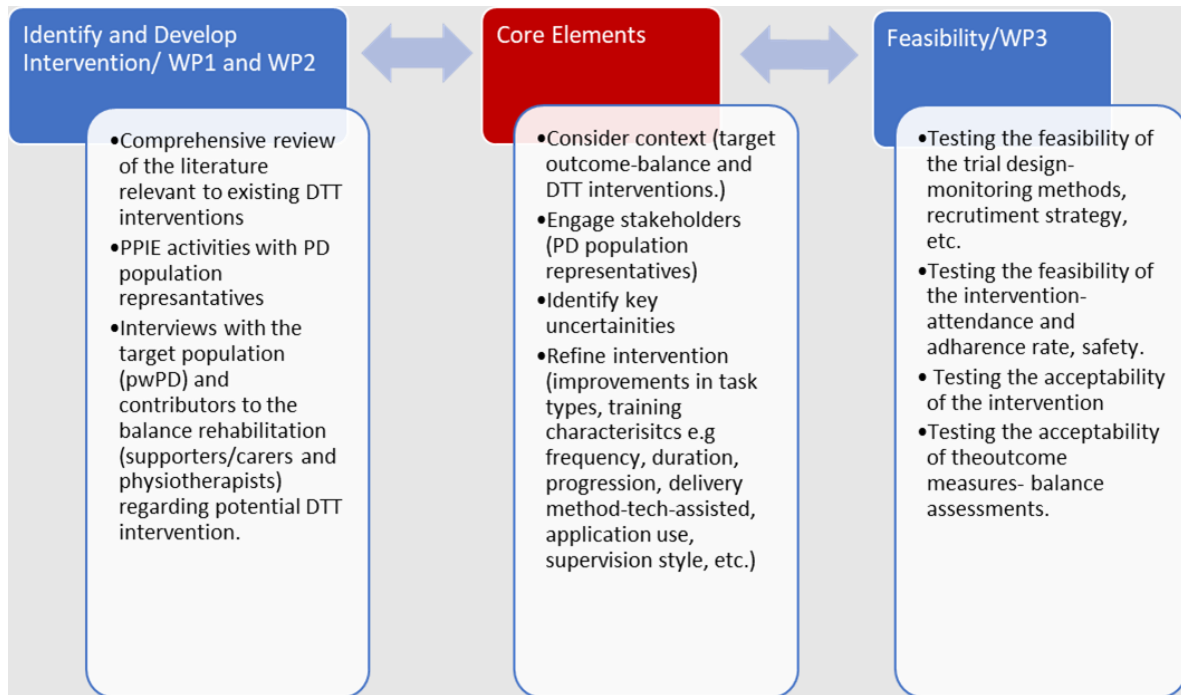 Identify and Develop
Intervention/ WP1 and WP2
•Comprehensive review
of the literature
relevant to existing DTT
interventions
•PPIE activities with PD
population
represantatives
•Interviews with the
target population
(pwPD) and
contributors to the
balance rehabilitation
(supporters/carers and
physiotherapists)
regarding potential DTT
intervention.
Core Elements
•Consider context (target
outcome-balance and
DTT interventions.)
•Engage stakeholders
(PD population
representatives)
•Identify key
uncertainities
•Refine intervention
(improvements in task
types, training
characterisitcs e.g
frequency, duration,
progression, delivery
method-tech-assisted,
application use,
supervision style, etc.)
Feasibility/WP3
•Testing the feasibility of
the trial design-
monitoring methods,
recrutiment strategy,
etc.
•Testing the feasibility of
the intervention-
attendance and
adharence rate, safety.
• Testing the acceptability
of the intervention
•Testing the acceptability
of theoutcome
measures- balance
assessments.